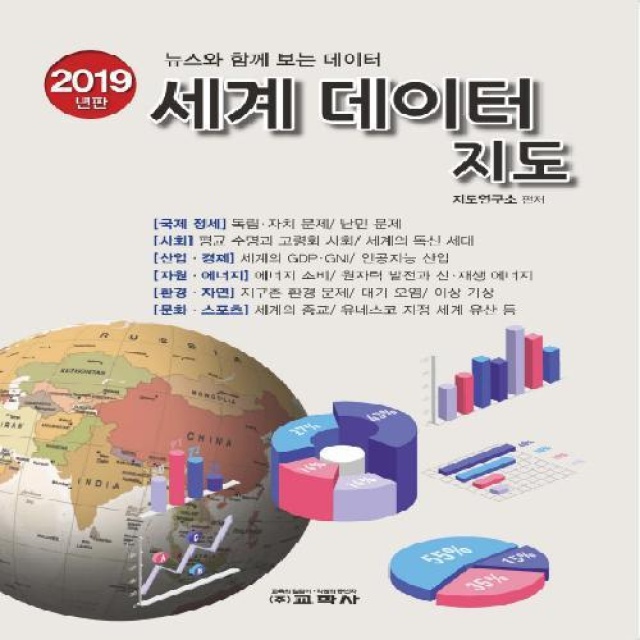 2019
년판
뉴스와 함께 보는 데이터
세계 데이터
지도
지도연구소 편저
[국제 정세] 독립·자치 문제/ 난민 문제
[사회] 평균 수명과 고령화 사회/ 세계의 독신 세대
[산업·경제] 세계의 GDP·GNI/ 인공지능 산업
[자원·에너지] 에너지 소비/ 원자력 발전과 신·재생 에너지
[환경·자연] 지구촌 환경 문제/ 대기 오염/ 이상 기상
[문화·스포츠] 세계의 종교/ 유네스코 지정 세계 유산 등
RUSSIA
KAZAKHSTAN
MONGOLIA
CHINA
IRAN
INDIA
27%
43%
14%
16%
55%
15%
35%
A
C
B
(주)교학사